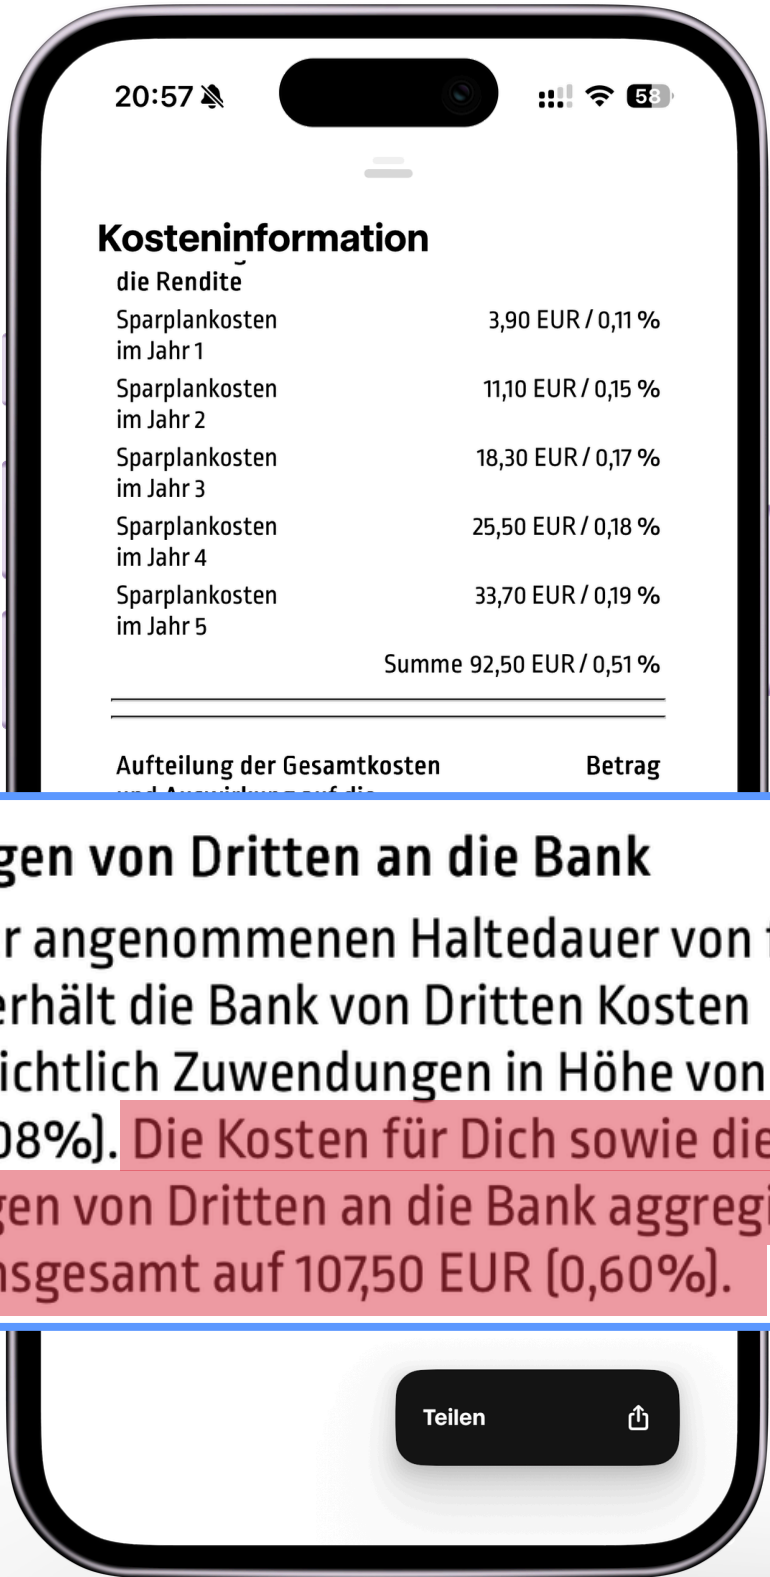 20:57
58
Kosteninformation
die Rendite
Sparplankosten 3,90 EUR / 0,11 %
im Jahr 1
Sparplankosten 11,10 EUR / 0,15 %
im Jahr 2
Sparplankosten 18,30 EUR / 0,17 %
im Jahr 3
Sparplankosten 25,50 EUR / 0,18 %
im Jahr 4
Sparplankosten 33,70 EUR / 0,19 %
im Jahr 5
Summe 92,50 EUR / 0,51 %
Aufteilung der Gesamtkosten Betrag
und Auswirkung auf die
gen von Dritten an die Bank
r angenommenen Haltedauer von f
erhält die Bank von Dritten Kosten
ichtlich Zuwendungen in Höhe von
08%). Die Kosten für Dich sowie die
gen von Dritten an die Bank aggregi
nsgesamt auf 107,50 EUR (0,60%).
Teilen